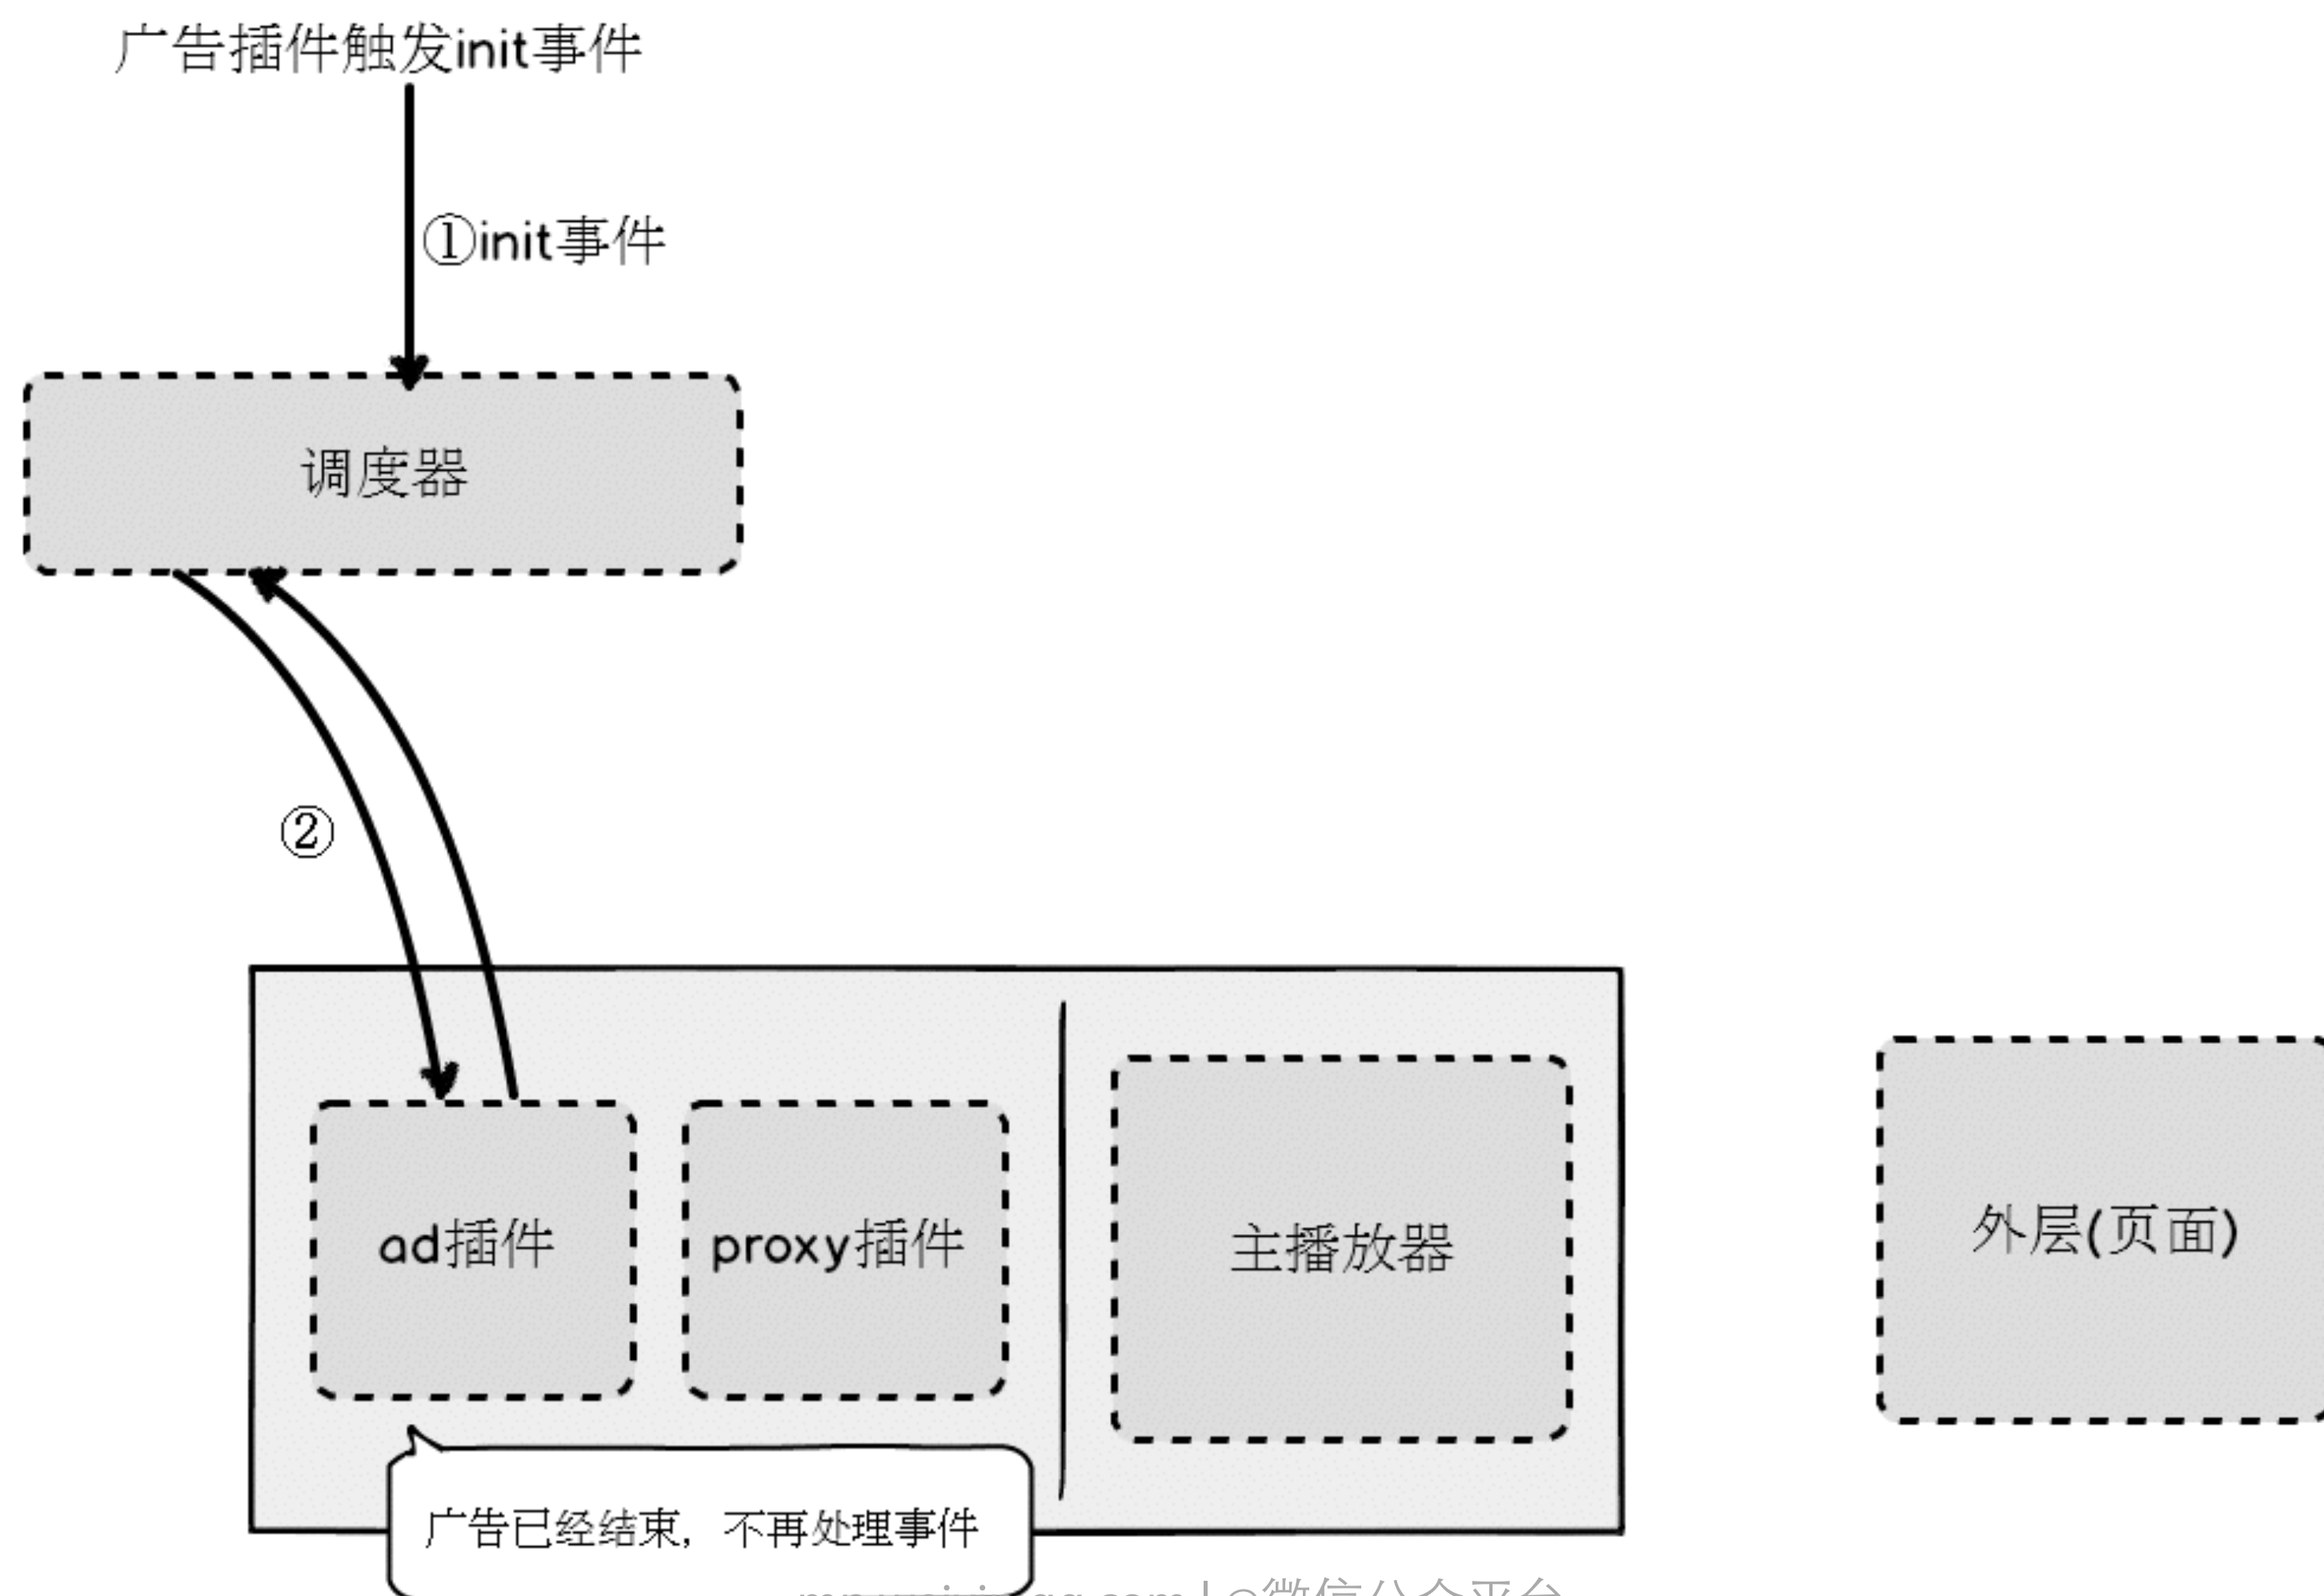 广告插件触发init事件
①init事件
调度器
②
ad插件
proxy插件
主播放器
外层(页面)
广告已经结束，不再处理事件